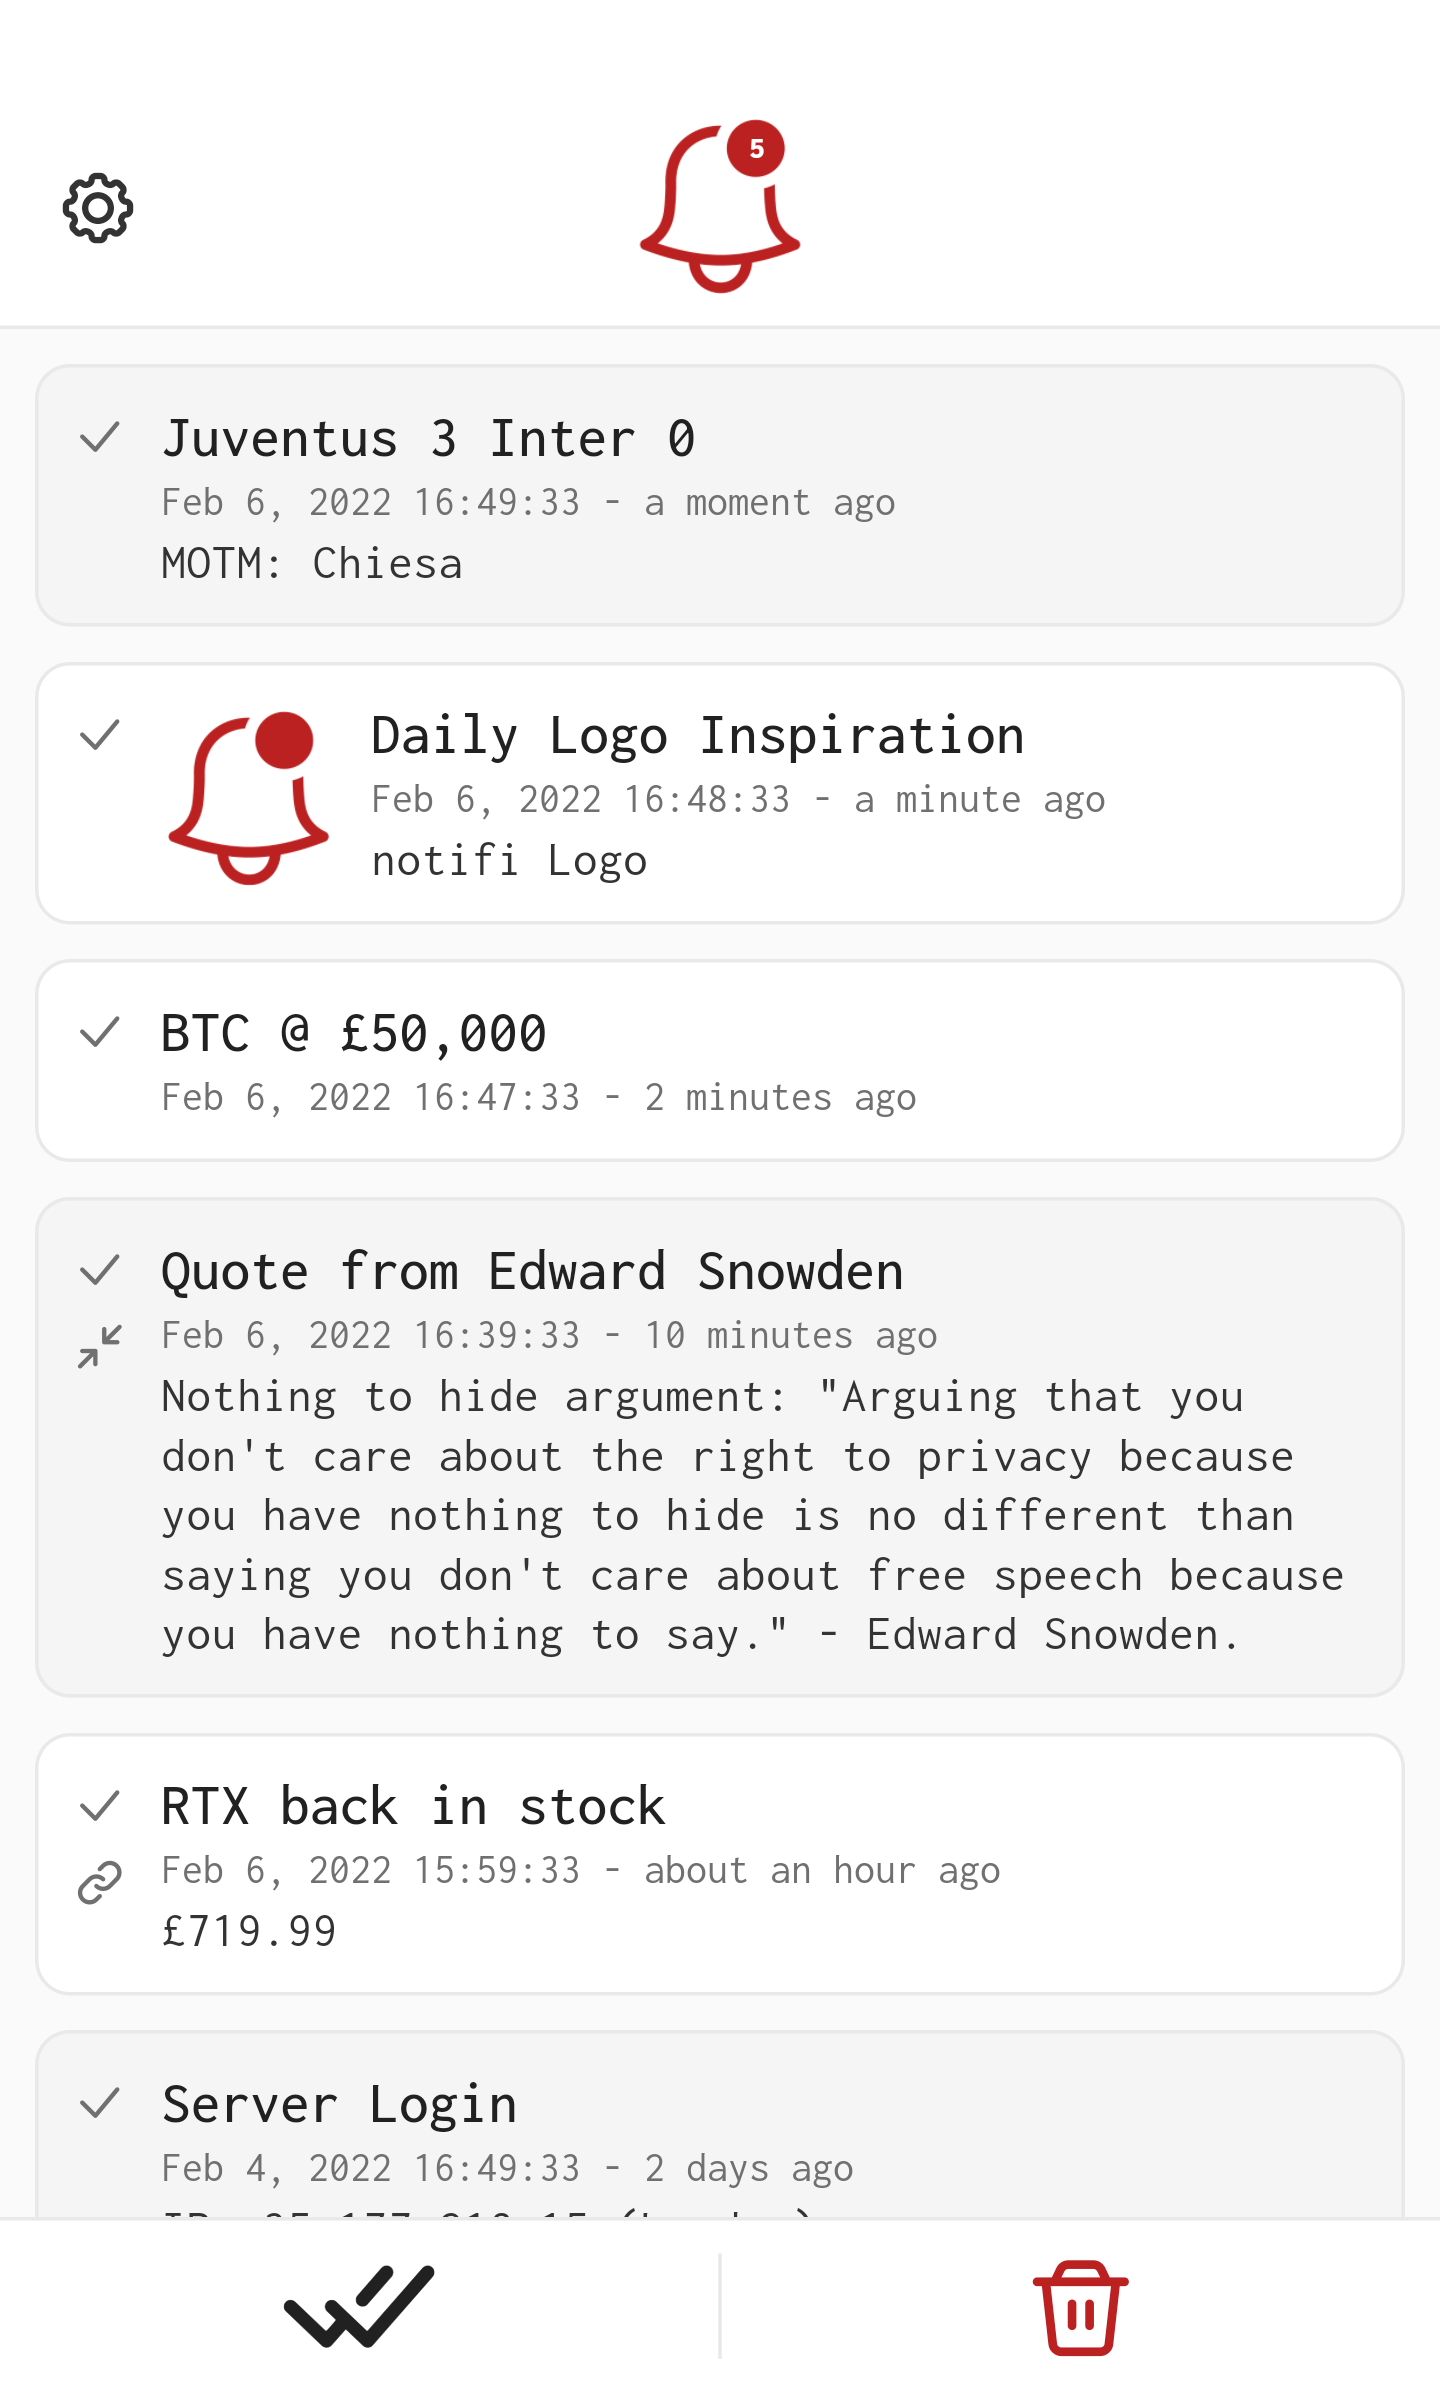 5
Juventus 3 Inter 0
Feb 6, 2022 16:49:33 - a moment ago
MOTM: Chiesa
Daily Logo Inspiration
Feb 6, 2022 16:48:33 - a minute ago
notifi Logo
BTC @ £50,000
Feb 6, 2022 16:47:33 - 2 minutes ago
Quote from Edward Snowden
Feb 6, 2022 16:39:33 - 10 minutes ago
Nothing to hide argument: "Arguing that you
don't care about the right to privacy because
you have nothing to hide is no different than
saying you don't care about free speech because
you have nothing to say." - Edward Snowden.
RTX back in stock
Feb 6, 2022 15:59:33 - about an hour ago
£719.99
Server Login
Feb 4, 2022 16:49:33 - 2 days ago